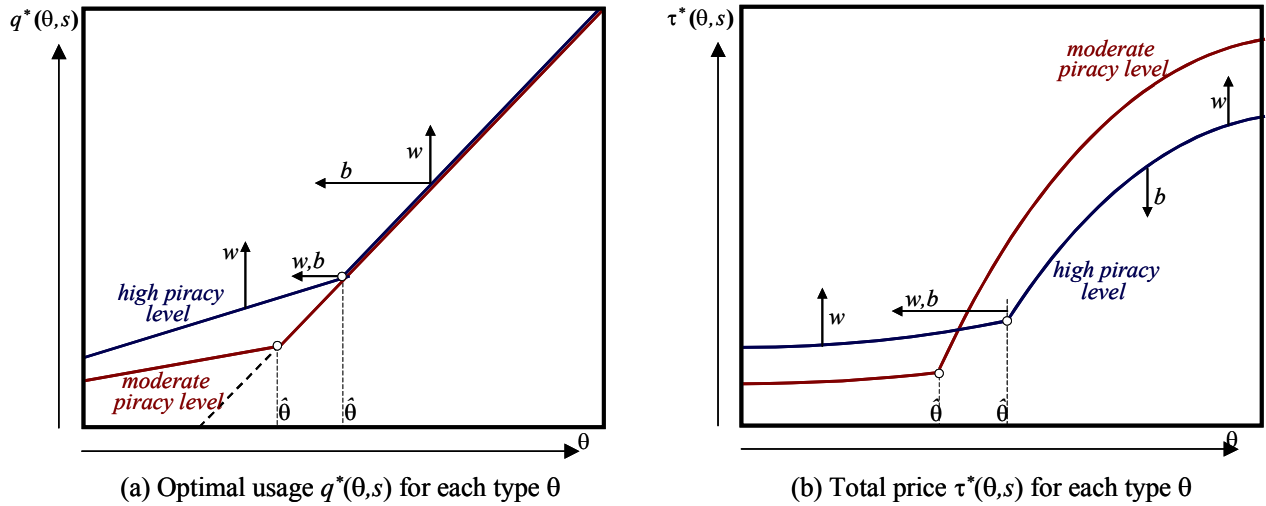 q*(θ,s)
w
b
w
w,b
high piracy
level
moderate
piracy level
θ̂
θ̂
θ
(a) Optimal usage q*(θ,s) for each type θ
τ*(θ,s)
moderate
piracy level
w
b
high piracy
level
w,b
w
θ̂
θ̂
θ
(b) Total price τ*(θ,s) for each type θ